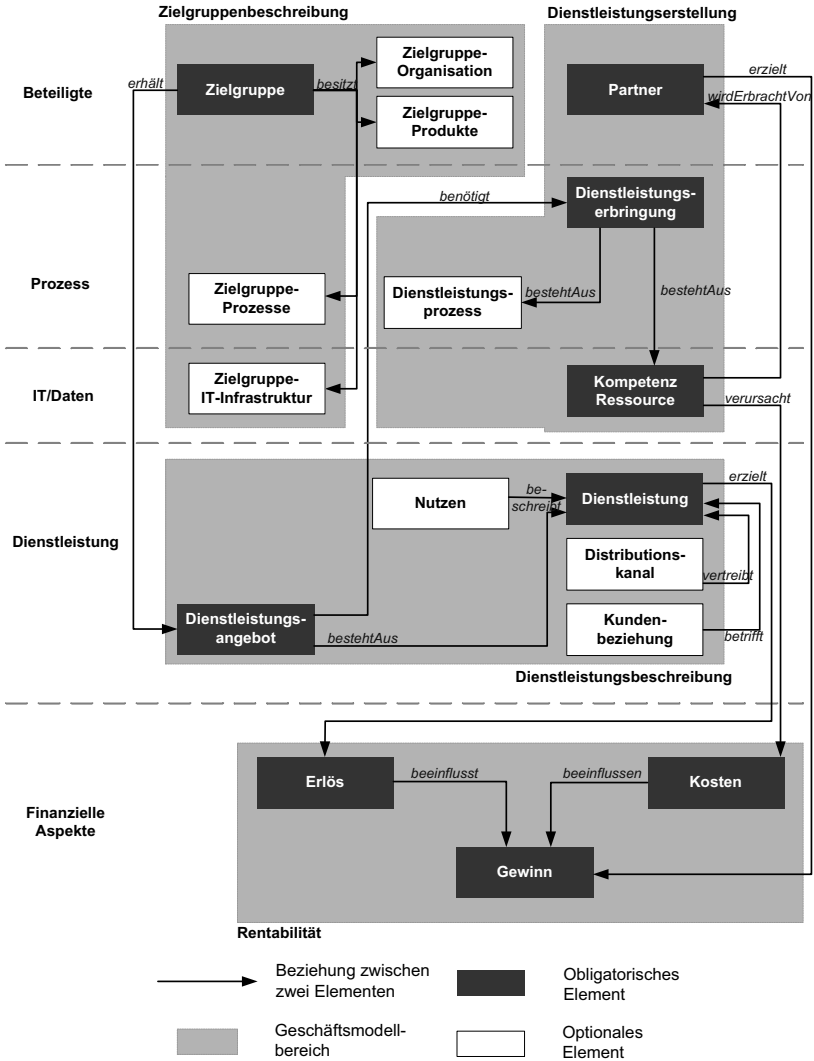 Zielgruppenbeschreibung
Dienstleistungserstellung
Beteiligte
erhält
Zielgruppe
besitzt
Zielgruppe-
Organisation
Zielgruppe-
Produkte
Partner
erzielt
wirdErbrachtVon
benötigt
Dienstleistungs-
erbringung
Prozess
Zielgruppe-
Prozesse
Dienstleistungs-
prozess
bestehtAus
bestehtAus
IT/Daten
Zielgruppe-
IT-Infrastruktur
Kompetenz
Ressource
verursacht
Dienstleistung
Nutzen
be-
schreibt
Dienstleistung
erzielt
Distributions-
kanal
vertreibt
Dienstleistungs-
angebot
bestehtAus
Kunden-
beziehung
betrifft
Dienstleistungsbeschreibung
Finanzielle
Aspekte
Erlös
beeinflusst
beeinflussen
Kosten
Gewinn
Rentabilität
Beziehung zwischen
zwei Elementen
Obligatorisches
Element
Geschäftsmodell-
bereich
Optionales
Element